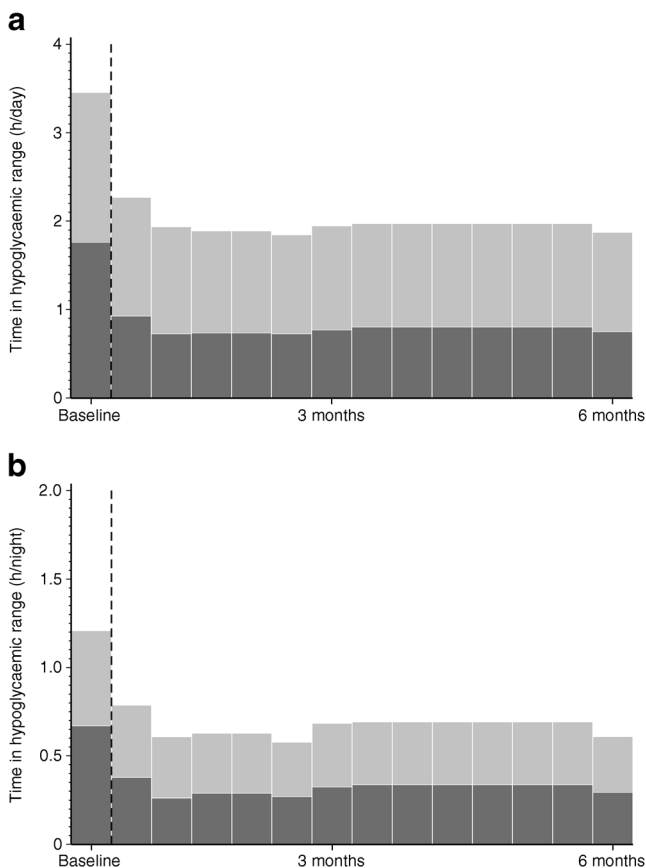 a
Time in hypoglycaemic range (h/day)
4
3
2
1
0
Baseline
3 months
6 months
b
Time in hypoglycaemic range (h/night)
2.0
1.5
1.0
0.5
0
Baseline
3 months
6 months